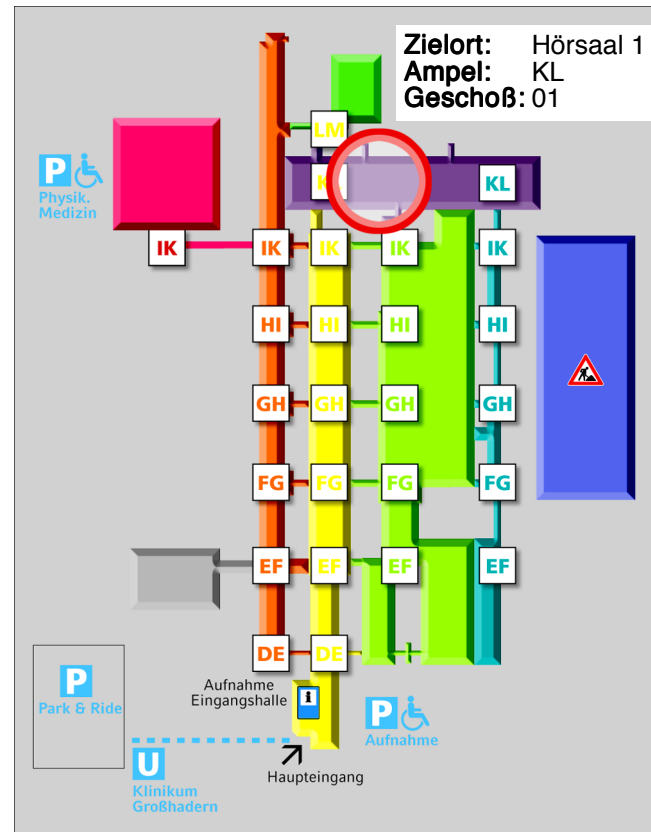 Zielort: Hörsaal 1
Ampel: KL
Geschoß: 01
LM
P
Physik.
Medizin
K
KL
IK IK IK IK IK
HI HI HI HI
GH GH GH GH
FG FG FG FG
EF EF EF EF
DE DE
P
Park & Ride
Aufnahme
Eingangshalle
i
P
Aufnahme
U
Klinikum
Großhadern
Haupteingang